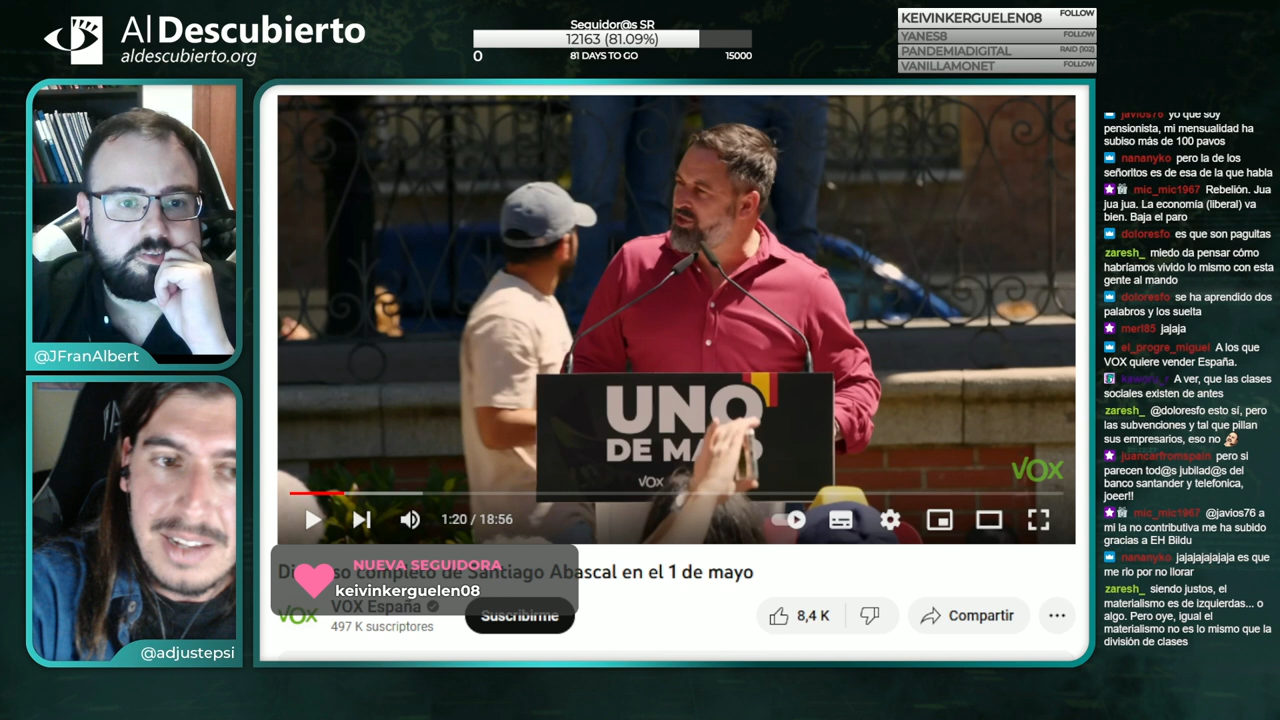 Al Descubierto
aldescubierto.org
Seguidor@s SR
12163 (81.09%)
0
81 DAYS TO GO
15000
KEIVINKERGUELEN08 FOLLOW
YANES8 FOLLOW
PANDEMIADIGITAL RAID (102)
VANILLAMONET FOLLOW
@JFranAlbert
@adjustepsi
UNO
DE MAYO
VOX
VOX
1:20 / 18:56
NUEVA SEGUIDORA
keivinkerguelen08
Discurso completo de Santiago Abascal en el 1 de mayo
VOX
VOX España
497 K suscriptores
Suscribirme
8,4 K
Compartir
javios76 yo que soy
pensionista, mi mensualidad ha
subiso más de 100 pavos
nananyko pero la de los
señoritos es de esa de la que habla
mic_mic1967 Rebelión. Jua
jua jua. La economía (liberal) va
bien. Baja el paro
doloresfo es que son paguitas
zaresh_ miedo da pensar cómo
habríamos vivido lo mismo con esta
gente al mando
doloresfo se ha aprendido dos
palabros y los suelta
merl85 jajaja
el_progre_miguel A los que
VOX quiere vender España.
A ver, que las clases
sociales existen de antes
zaresh_ @doloresfo esto sí, pero
las subvenciones y tal que pillan
sus empresarios, eso no
juancarfromspain pero si
parecen tod@s jubilad@s del
banco santander y telefonica,
joeer!!
mic_mic1967 @javios76 a
mi la no contributiva me ha subido
gracias a EH Bildu
nananyko jajajajajajaja es que
me rio por no llorar
zaresh_ siendo justos, el
materialismo es de izquierdas... o
algo. Pero oye, igual el
materialismo no es lo mismo que la
división de clases